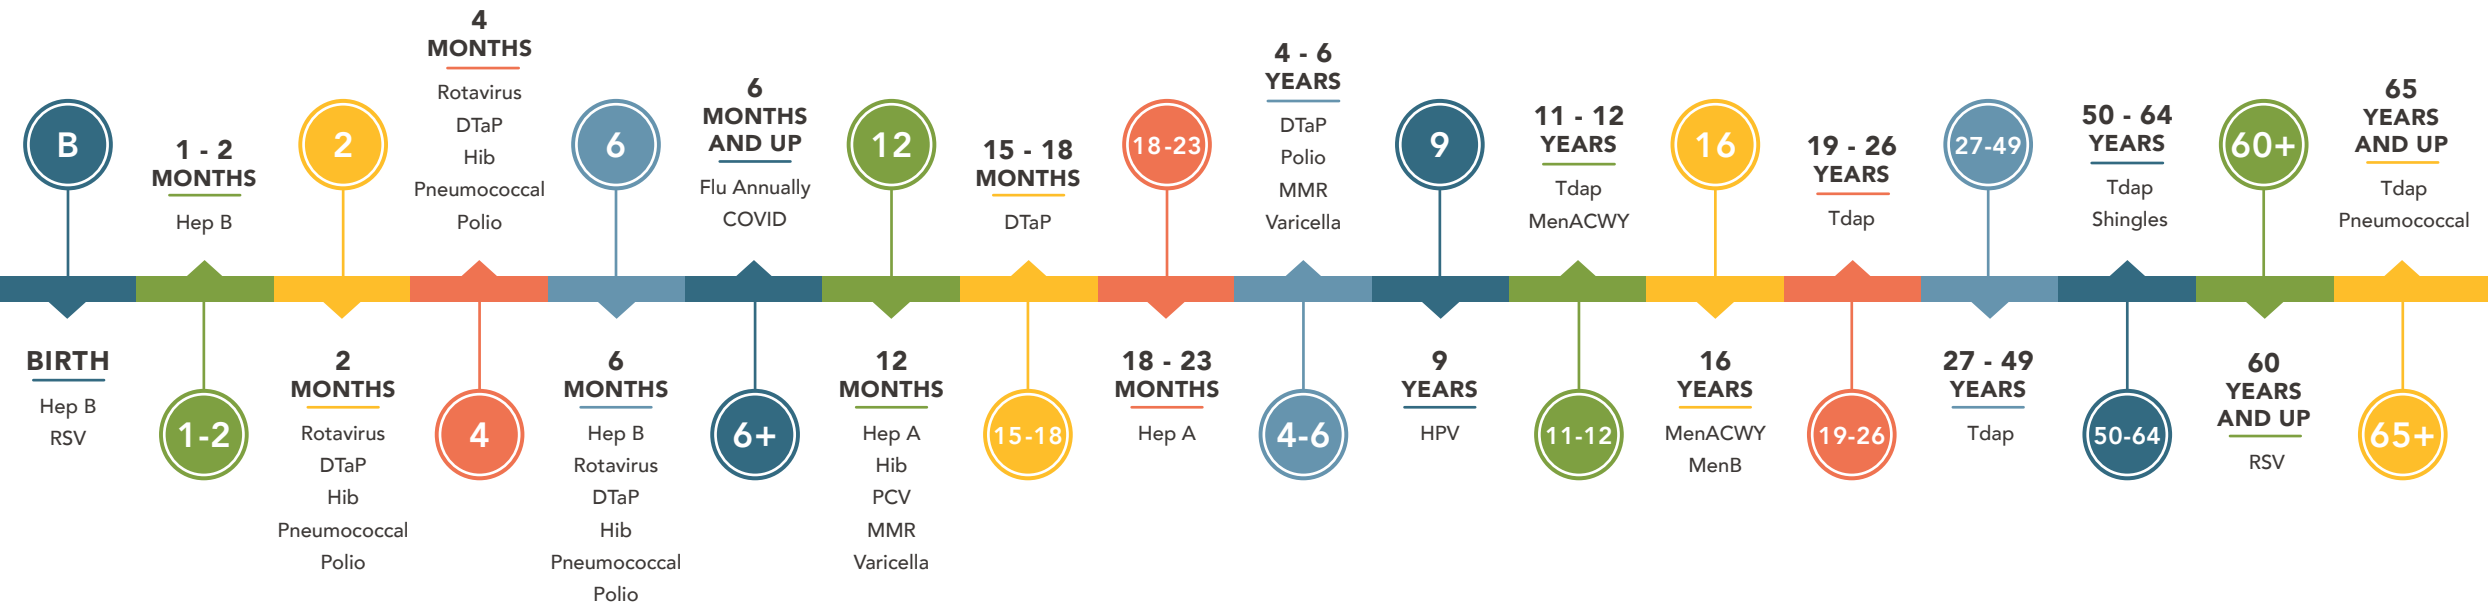 B
BIRTH
Hep B
RSV
1 - 2
MONTHS
Hep B
1-2
2
2
MONTHS
Rotavirus
DTaP
Hib
Pneumococcal
Polio
4
MONTHS
Rotavirus
DTaP
Hib
Pneumococcal
Polio
4
6
6
MONTHS
Hep B
Rotavirus
DTaP
Hib
Pneumococcal
Polio
6
MONTHS
AND UP
Flu Annually
COVID
6+
12
12
MONTHS
Hep A
Hib
PCV
MMR
Varicella
15 - 18
MONTHS
DTaP
15-18
18-23
18 - 23
MONTHS
Hep A
4 - 6
YEARS
DTaP
Polio
MMR
Varicella
4-6
9
9
YEARS
HPV
11 - 12
YEARS
Tdap
MenACWY
11-12
16
16
YEARS
MenACWY
MenB
19 - 26
YEARS
Tdap
19-26
27-49
27 - 49
YEARS
Tdap
50 - 64
YEARS
Tdap
Shingles
50-64
60+
60
YEARS
AND UP
RSV
65
YEARS
AND UP
Tdap
Pneumococcal
65+